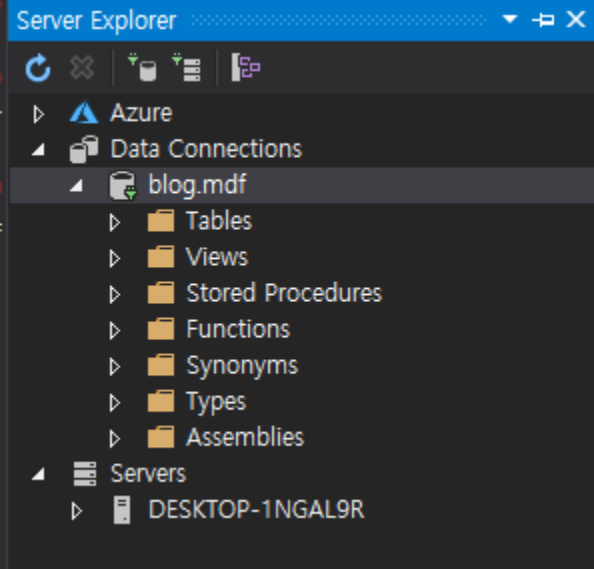 Server Explorer
Azure
Data Connections
blog.mdf
Tables
Views
Stored Procedures
Functions
Synonyms
Types
Assemblies
Servers
DESKTOP-1NGAL9R